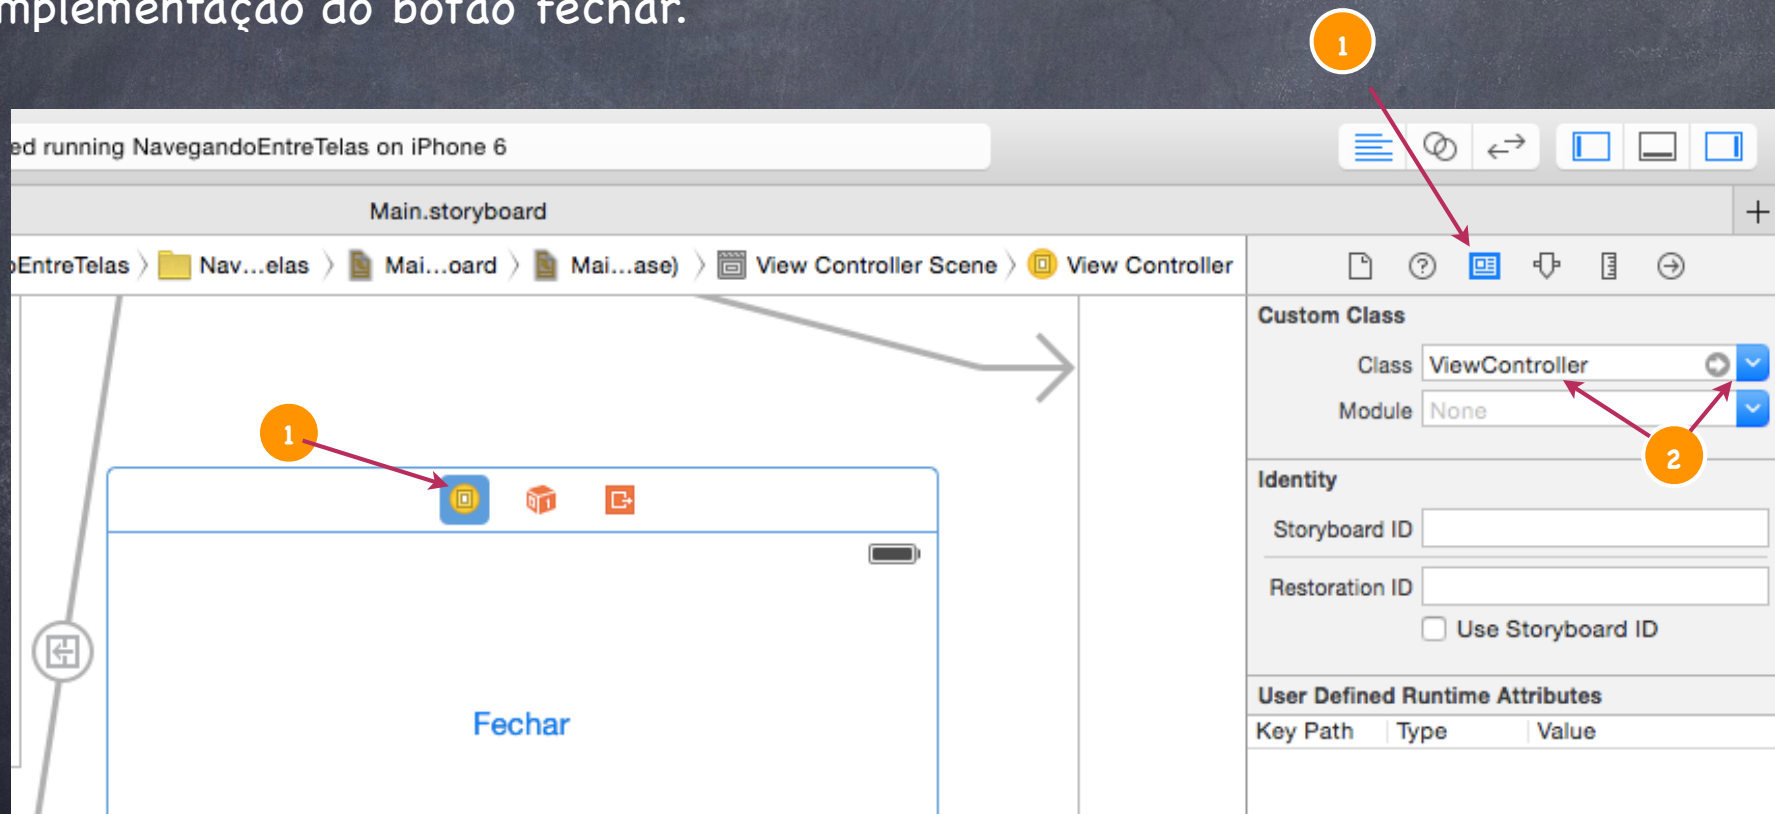 mplementação do botão fechar.
1
ed running NavegandoEntreTelas on iPhone 6
Main.storyboard
EntreTelas Nav...elas Mai...oard Mai...ase) View Controller Scene View Controller
Custom Class
Class ViewController
Module None
1
2
Identity
Storyboard ID
Restoration ID
Use Storyboard ID
Fechar
User Defined Runtime Attributes
Key Path Type Value